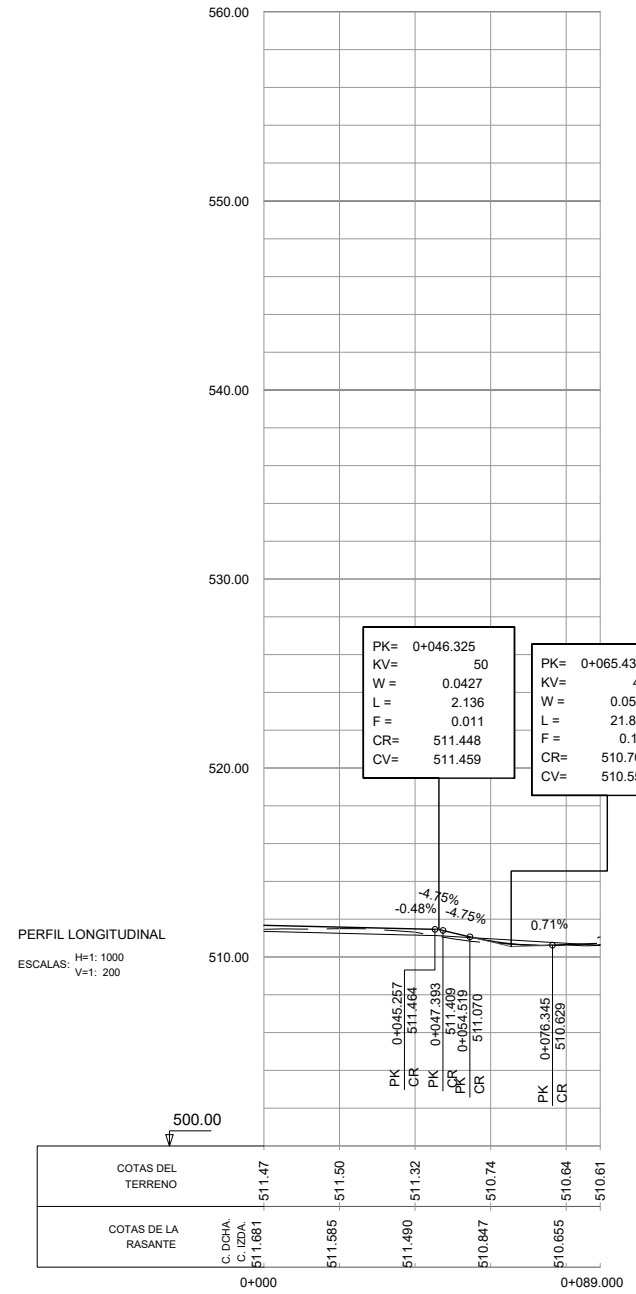 560.00
550.00
540.00
530.00
520.00
510.00
PK= 0+046.325
KV= 50
W = 0.0427
L = 2.136
F = 0.011
CR= 511.448
CV= 511.459
PK= 0+065.43
KV= 4
W = 0.05
L = 21.8
F = 0.1
CR=
CV= 510.55
-4.75%
-0.48%
-4.75%
0.71%
PERFIL LONGITUDINAL
ESCALAS: H=1: 1000
V=1: 200
PK 0+045.257
CR 511.464
PK 0+047.393
CR 511.409
PK 0+054.519
CR 511.070
PK 0+076.345
CR 510.629
500.00
COTAS DEL
TERRENO
511.47 511.50 511.32 510.74 510.64 510.61
COTAS DE LA
RASANTE
C. DCHA.
C. IZDA.
511.681 511.585 511.490 510.847 510.655
0+000 0+089.000